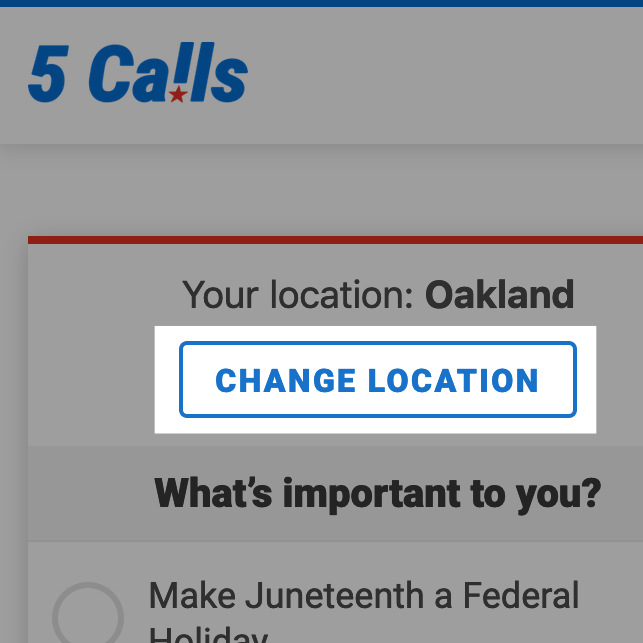 5 Calls
Your location: Oakland
CHANGE LOCATION
What’s important to you?
Make Juneteenth a Federal
Holiday